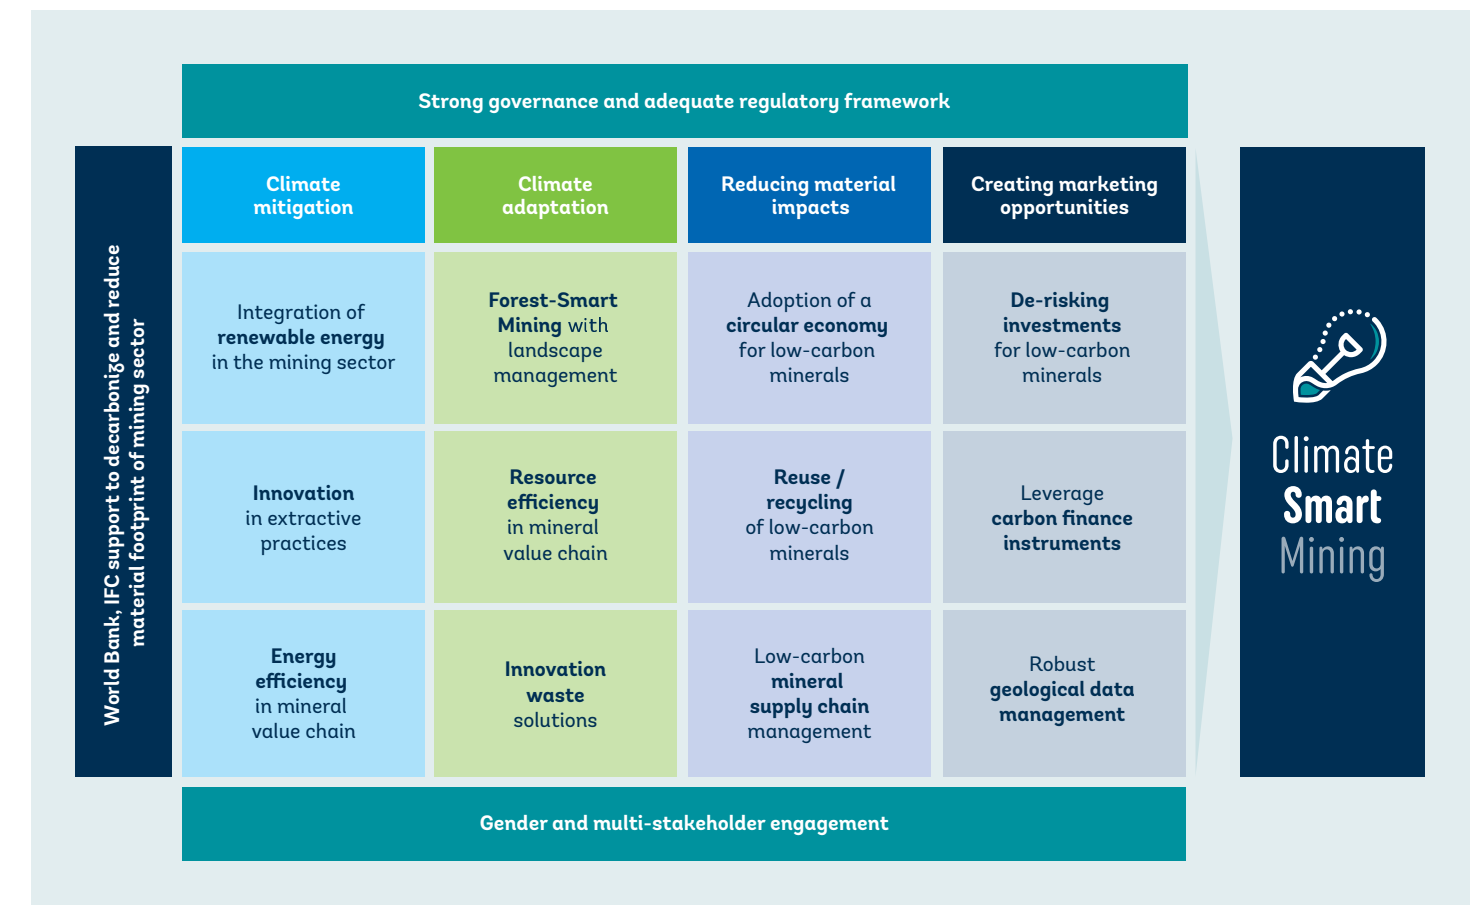 Strong governance and adequate regulatory framework
World Bank, IFC support to decarbonize and reduce
material footprint of mining sector
Climate
mitigation
Climate
adaptation
Reducing material
impacts
Creating marketing
opportunities
Integration of
renewable energy
in the mining sector
Forest-Smart
Mining with
landscape
management
Adoption of a
circular economy
for low-carbon
minerals
De-risking
investments
for low-carbon
minerals
Innovation
in extractive
practices
Resource
efficiency
in mineral
value chain
Reuse /
recycling
of low-carbon
minerals
Leverage
carbon finance
instruments
Energy
efficiency
in mineral
value chain
Innovation
waste
solutions
Low-carbon
mineral
supply chain
management
Robust
geological data
management
Gender and multi-stakeholder engagement
Climate
Smart
Mining